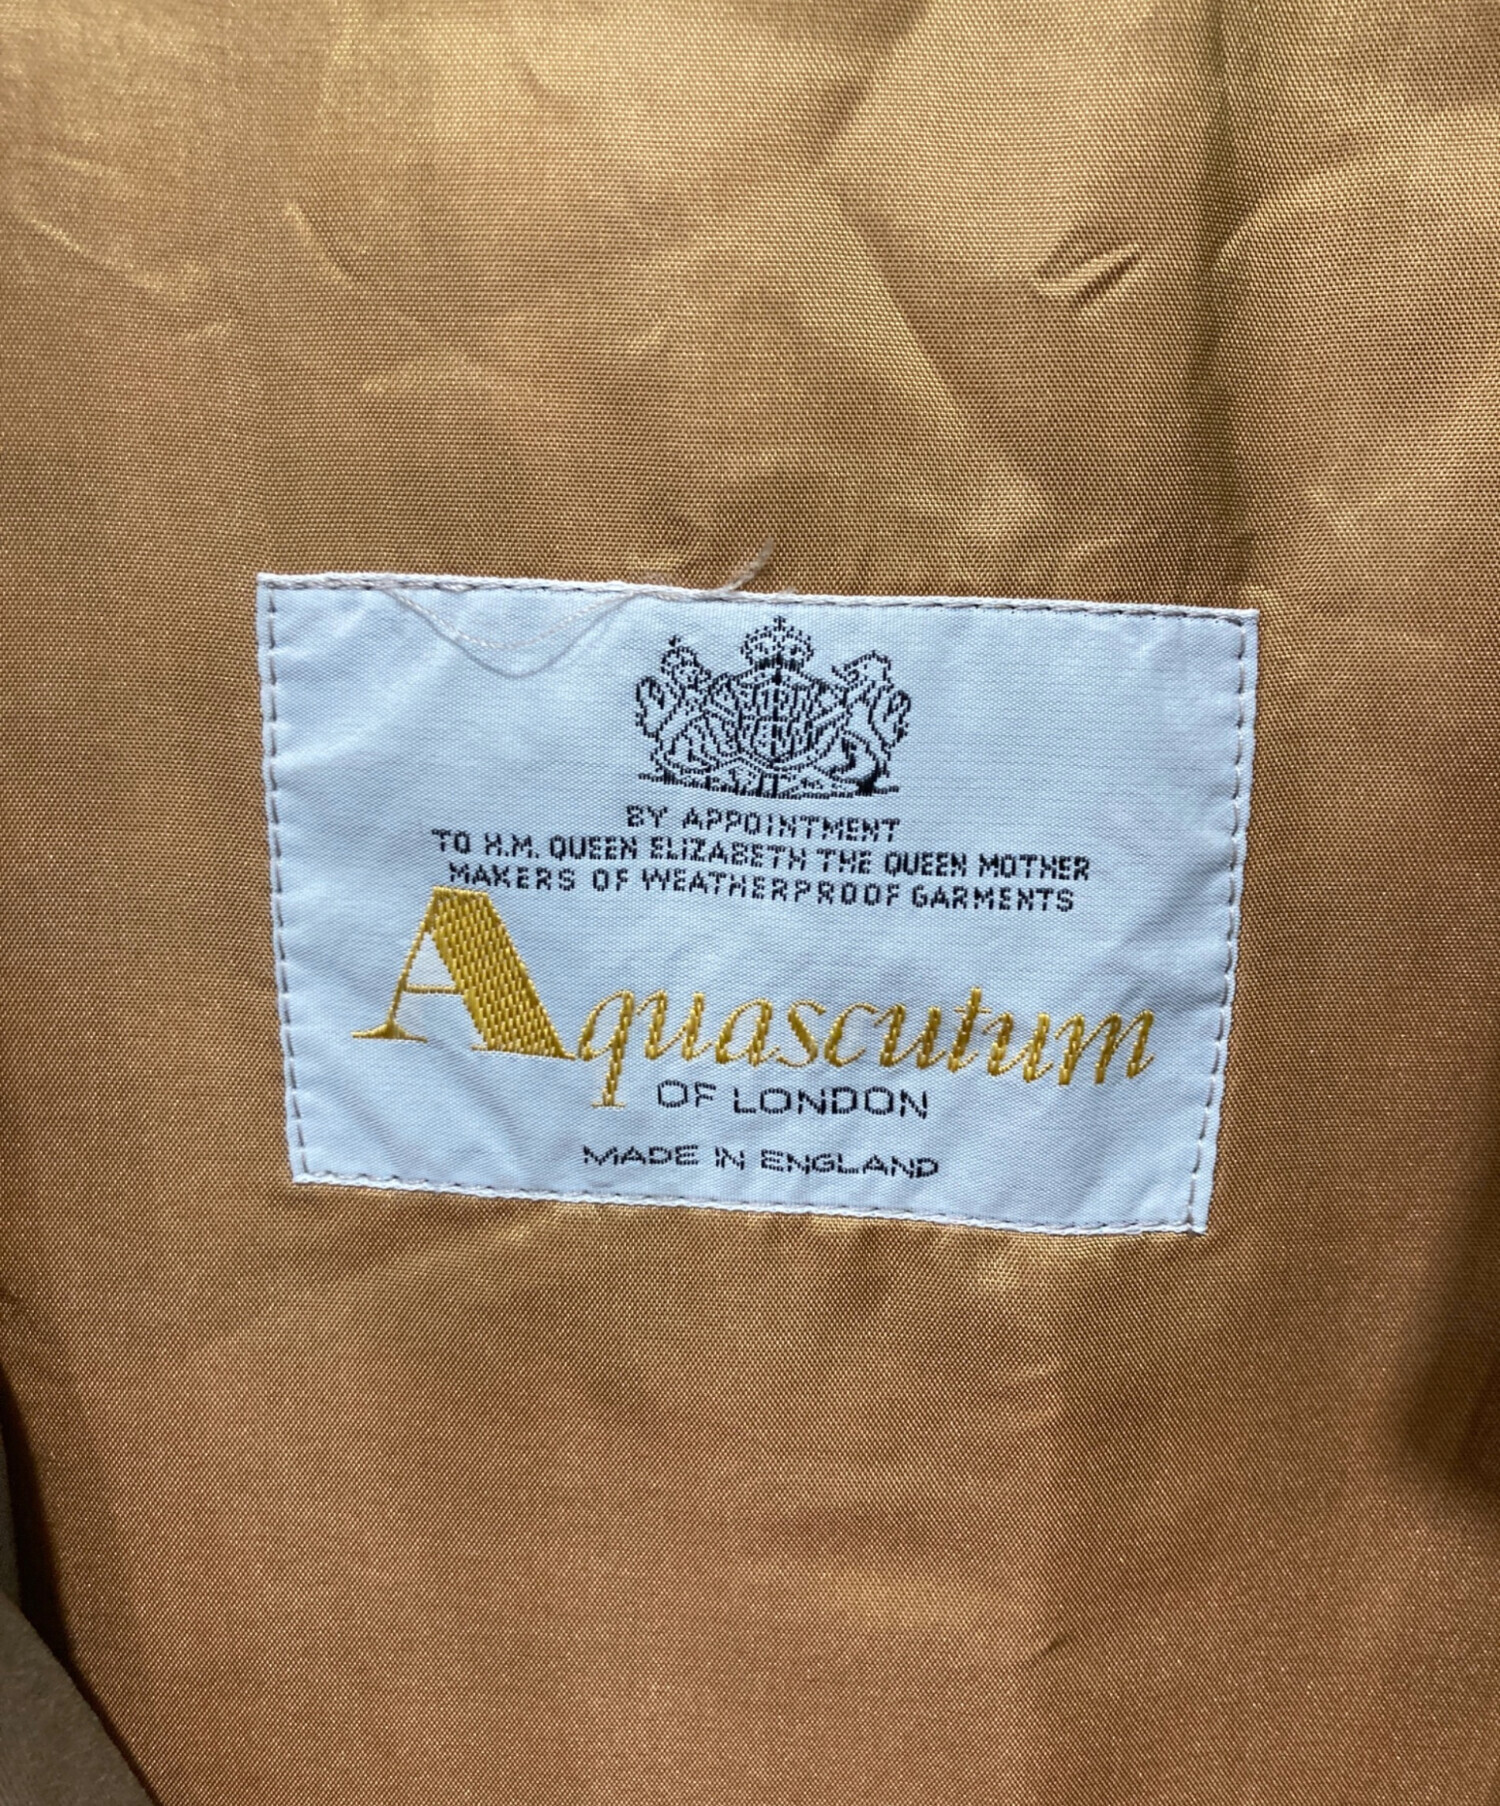 BY APPOINTMENT
TO H.M. QUEEN ELIZABETH THE QUEEN MOTHER
MAKERS OF WEATHERPROOF GARMENTS
Aquascutum
OF LONDON
MADE IN ENGLAND